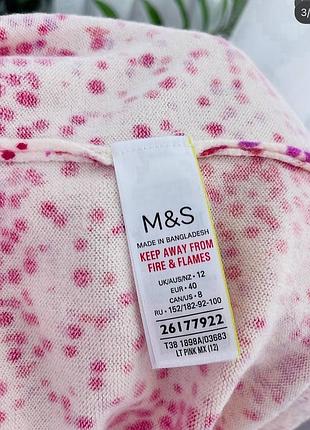 3/
M&S
MADE IN BANGLADESH
KEEP AWAY FROM
FIRE & FLAMES
UK/AUS/NZ • 12
EUR • 40
CAN/US • 8
RU • 152/182-92-100
26177922
T38 1898A/03683
LT PINK MX (12)